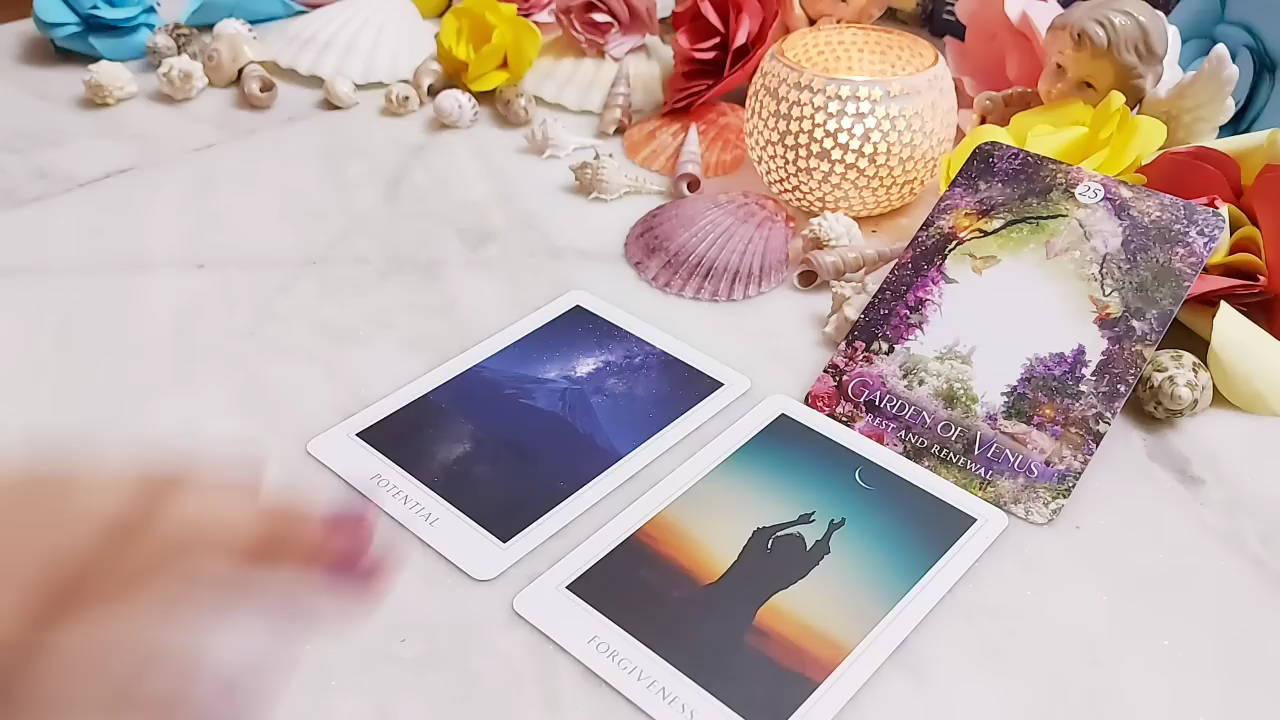 25
GARDEN OF VENUS
REST AND RENEWAL
POTENTIAL
FORGIVENESS